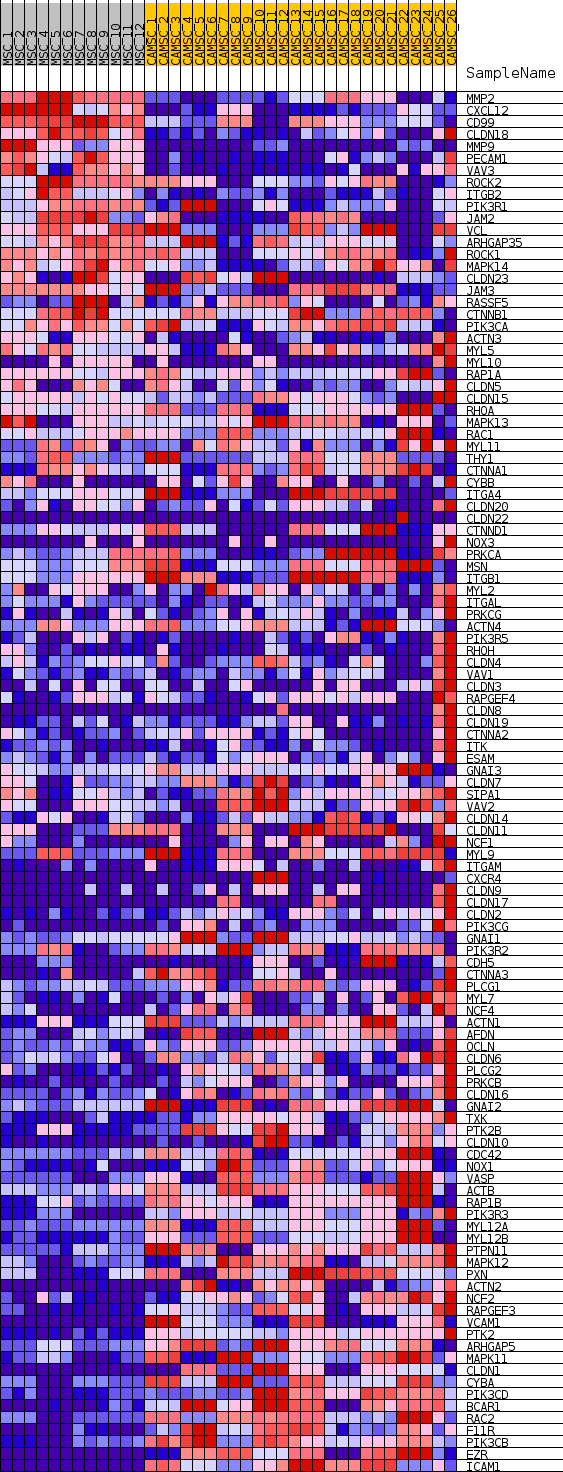 MSC_1
MSC_2
MSC_3
MSC_4
MSC_5
MSC_6
MSC_7
MSC_8
MSC_9
MSC_10
MSC_11
MSC_12
CAMSC_1
CAMSC_2
CAMSC_3
CAMSC_4
CAMSC_5
CAMSC_6
CAMSC_7
CAMSC_8
CAMSC_9
CAMSC_10
CAMSC_11
CAMSC_12
CAMSC_13
CAMSC_14
CAMSC_15
CAMSC_16
CAMSC_17
CAMSC_18
CAMSC_19
CAMSC_20
CAMSC_21
CAMSC_22
CAMSC_23
CAMSC_24
CAMSC_25
CAMSC_26
SampleName
MMP2
CXCL12
CD99
CLDN18
MMP9
PECAM1
VAV3
ROCK2
ITGB2
PIK3R1
JAM2
VCL
ARHGAP35
ROCK1
MAPK14
CLDN23
JAM3
RASSF5
CTNNB1
PIK3CA
ACTN3
MYL5
MYL10
RAP1A
CLDN5
CLDN15
RHOA
MAPK13
RAC1
MYL11
THY1
CTNNA1
CYBB
ITGA4
CLDN20
CLDN22
CTNND1
NOX3
PRKCA
MSN
ITGB1
MYL2
ITGAL
PRKCG
ACTN4
PIK3R5
RHOH
CLDN4
VAV1
CLDN3
RAPGEF4
CLDN8
CLDN19
CTNNA2
ITK
ESAM
GNAI3
CLDN7
SIPA1
VAV2
CLDN14
CLDN11
NCF1
MYL9
ITGAM
CXCR4
CLDN9
CLDN17
CLDN2
PIK3CG
GNAI1
PIK3R2
CDH5
CTNNA3
PLCG1
MYL7
NCF4
ACTN1
AFDN
OCLN
CLDN6
PLCG2
PRKCB
CLDN16
GNAI2
TXK
PTK2B
CLDN10
CDC42
NOX1
VASP
ACTB
RAP1B
PIK3R3
MYL12A
MYL12B
PTPN11
MAPK12
PXN
ACTN2
NCF2
RAPGEF3
VCAM1
PTK2
ARHGAP5
MAPK11
CLDN1
CYBA
PIK3CD
BCAR1
RAC2
F11R
PIK3CB
EZR
ICAM1